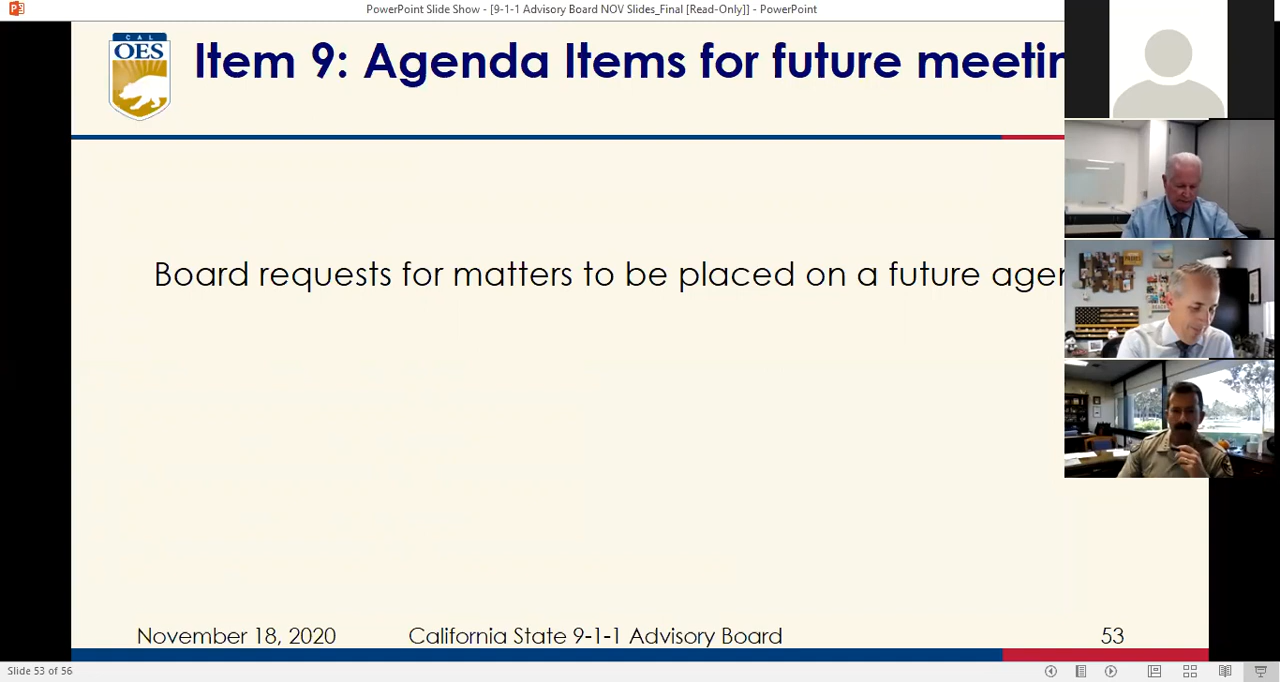 PowerPoint Slide Show - [9-1-1 Advisory Board NOV Slides_Final [Read-Only]] - PowerPoint
CAL
OES
Item 9: Agenda Items for future meetin
Board requests for matters to be placed on a future agen
November 18, 2020
California State 9-1-1 Advisory Board
53
Slide 53 of 56